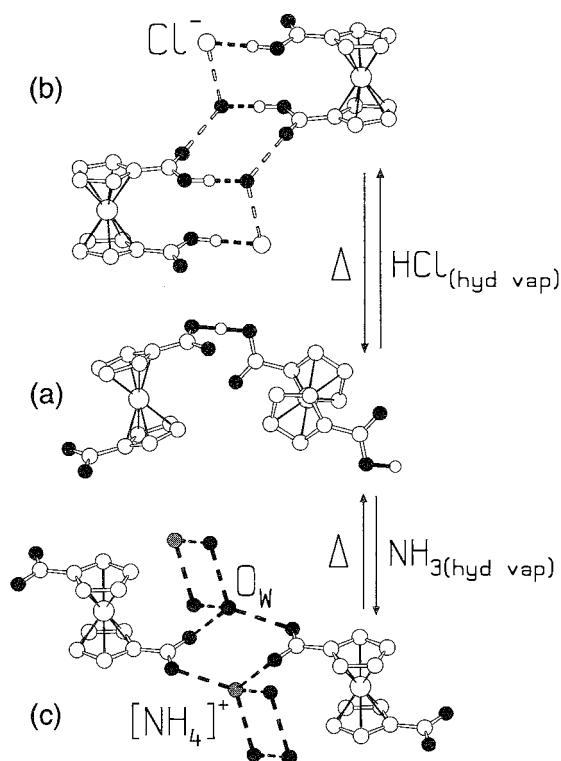 Cl⁻
(b)
Δ HCl(hyd vap)
(a)
Δ NH3(hyd vap)
OW
(c)
[NH4]⁺